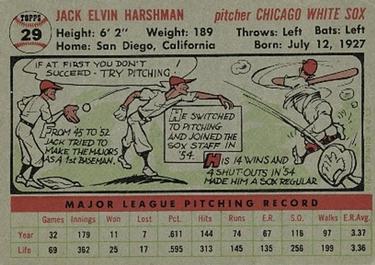 TOPPS
29
JACK ELVIN HARSHMAN
pitcher CHICAGO WHITE SOX
Height: 6' 2" Weight: 189 Throws: Left Bats: Left
Home: San Diego, California Born: July 12, 1927
IF AT FIRST YOU DON'T
SUCCEED - TRY PITCHING!
FROM 45 TO 52
JACK TRIED TO
MAKE THE MAJORS
AS A 1ST BASEMAN.
HE SWITCHED
TO PITCHING
AND JOINED THE
SOX STAFF IN
'54.
HIS 14 WINS AND
4 SHUT-OUTS IN '54
MADE HIM A SOX REGULAR.
MAJOR LEAGUE PITCHING RECORD
Games Innings Won Lost Pct. Hits Runs E.R. S.O. Walks E.R.Avg.
Year 32 179 11 7 .611 144 74 67 116 97 3.37
Life 69 362 25 17 .595 313 145 135 256 199 3.36